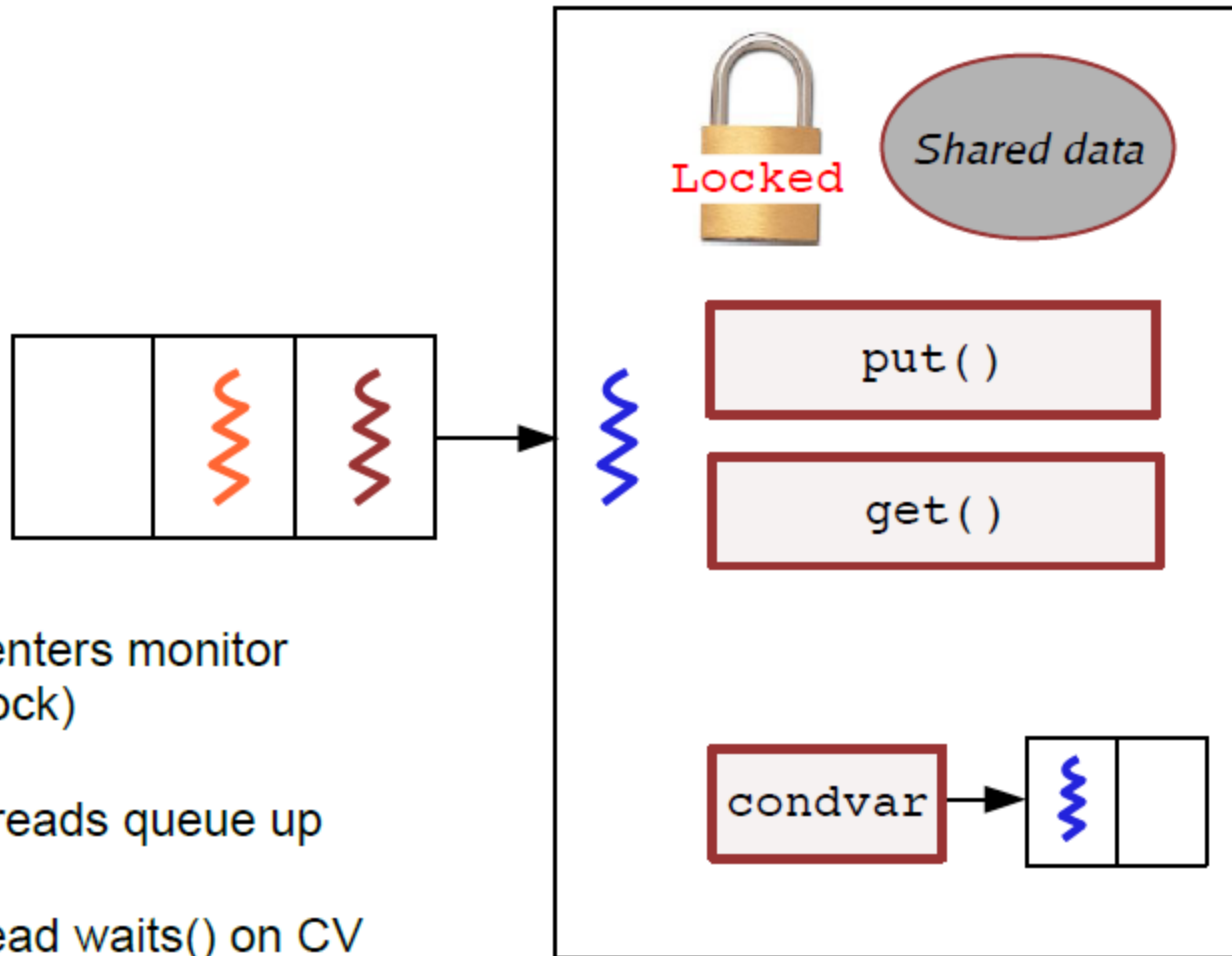 Locked
Shared data
put()
get()
enters monitor
ock)
reads queue up
ead waits() on CV
condvar